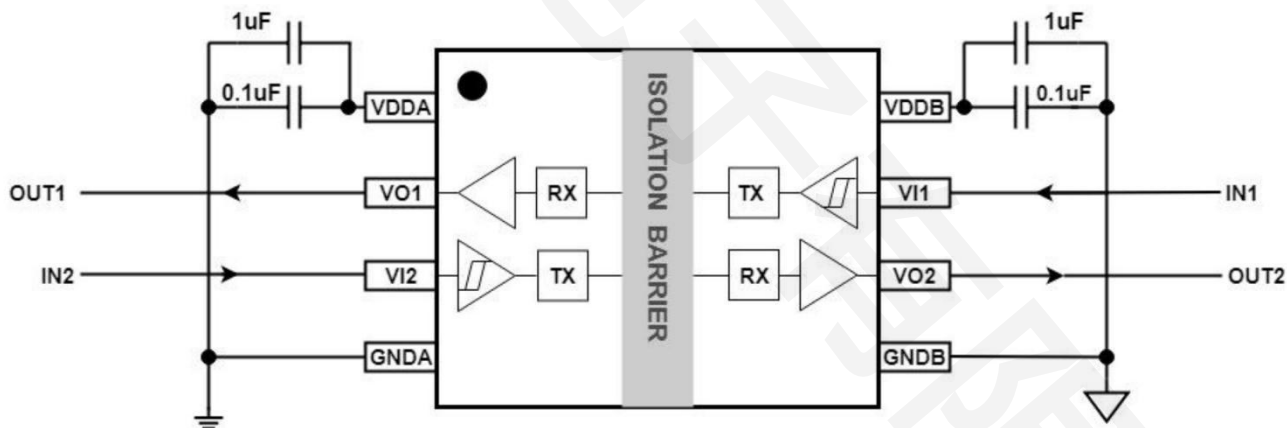 1uF
1uF
0.1uF
0.1uF
VDDA
VDDB
ISOLATION BARRIER
OUT1
VO1
RX
TX
VI1
IN1
IN2
VI2
TX
RX
VO2
OUT2
GNDA
GNDB